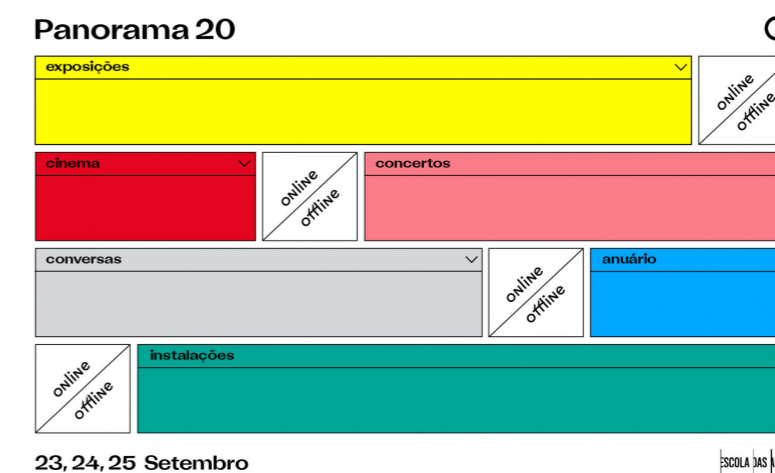 Panorama 20
exposições
online
offline
cinema
online
offline
concertos
conversas
online
offline
anuário
online
offline
instalações
23, 24, 25 Setembro
ESCOLA DAS